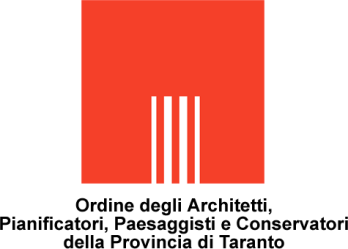 Ordine degli Architetti,
Pianificatori, Paesaggisti e Conservatori
della Provincia di Taranto